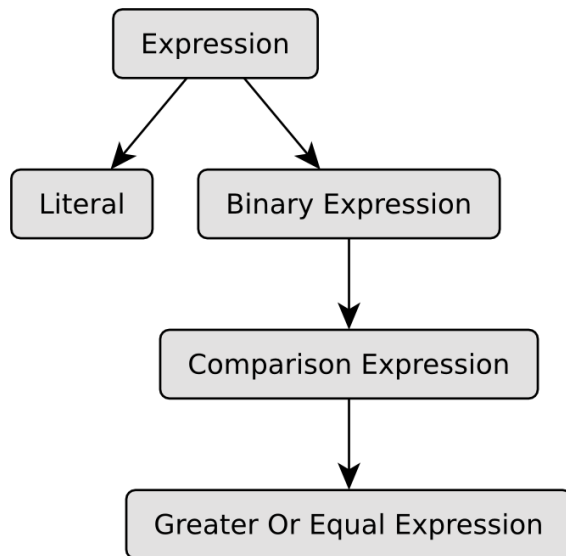 Expression
Literal
Binary Expression
Comparison Expression
Greater Or Equal Expression